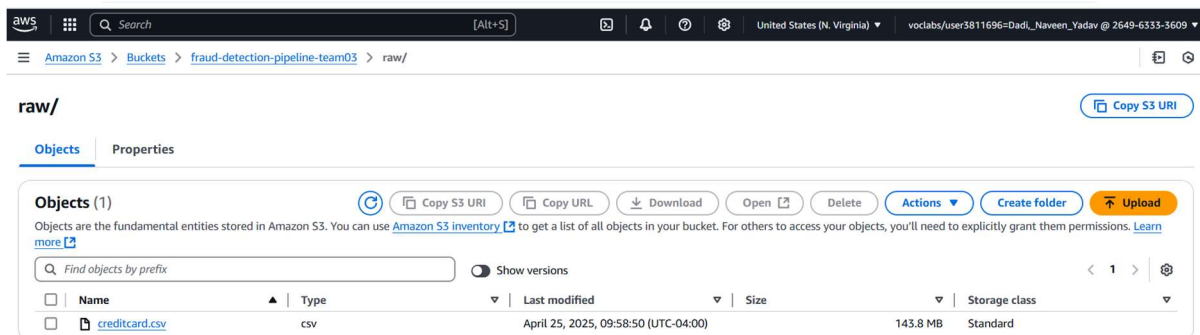 aws Search [Alt+S] United States (N. Virginia) voclabs/user3811696=Dadi,_Naveen_Yadav @ 2649-6333-3609
Amazon S3 > Buckets > fraud-detection-pipeline-team03 > raw/
raw/ Copy S3 URI
Objects Properties
Objects (1) Copy S3 URI Copy URL Download Open Delete Actions Create folder Upload
Objects are the fundamental entities stored in Amazon S3. You can use Amazon S3 inventory to get a list of all objects in your bucket. For others to access your objects, you'll need to explicitly grant them permissions. Learn
more
Find objects by prefix Show versions < 1 >
Name Type Last modified Size Storage class
creditcard.csv csv April 25, 2025, 09:58:50 (UTC-04:00) 143.8 MB Standard